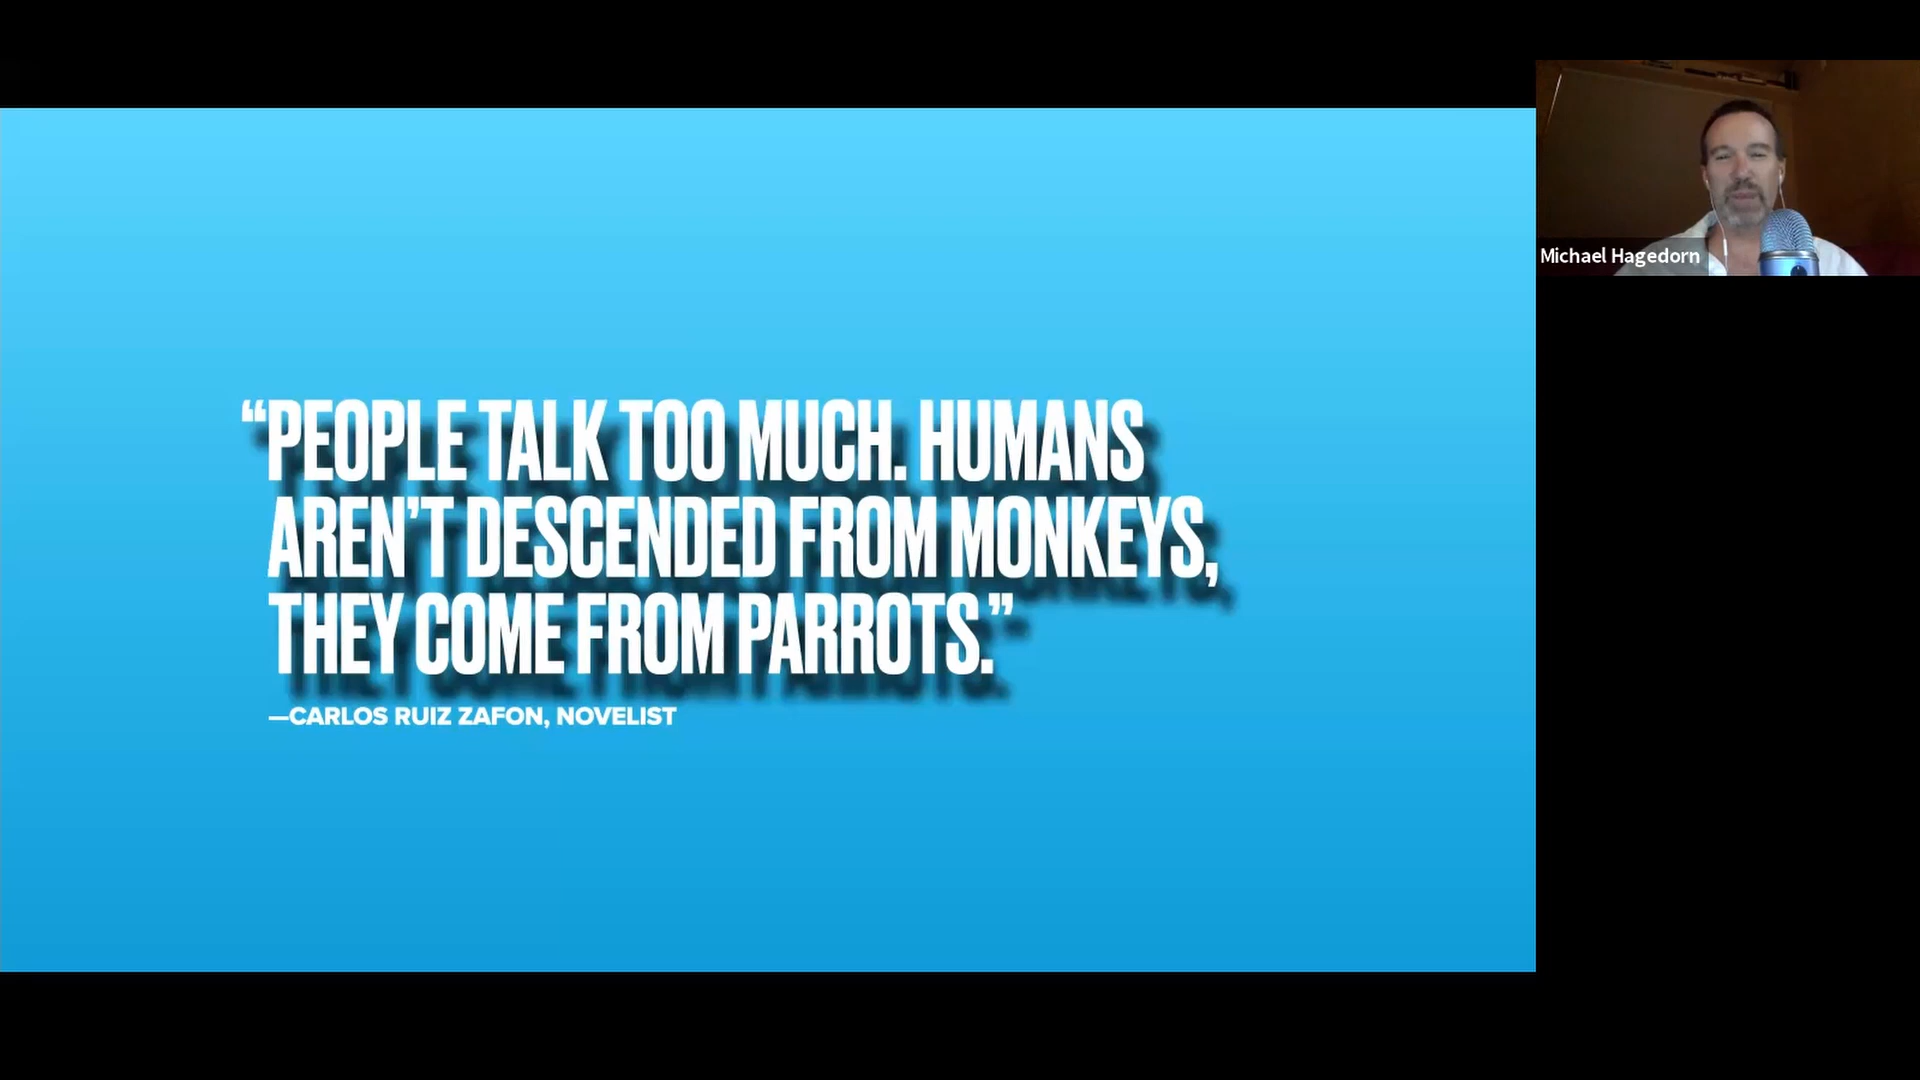 “PEOPLE TALK TOO MUCH. HUMANS
AREN’T DESCENDED FROM MONKEYS,
THEY COME FROM PARROTS.”
—CARLOS RUIZ ZAFON, NOVELIST
Michael Hagedorn